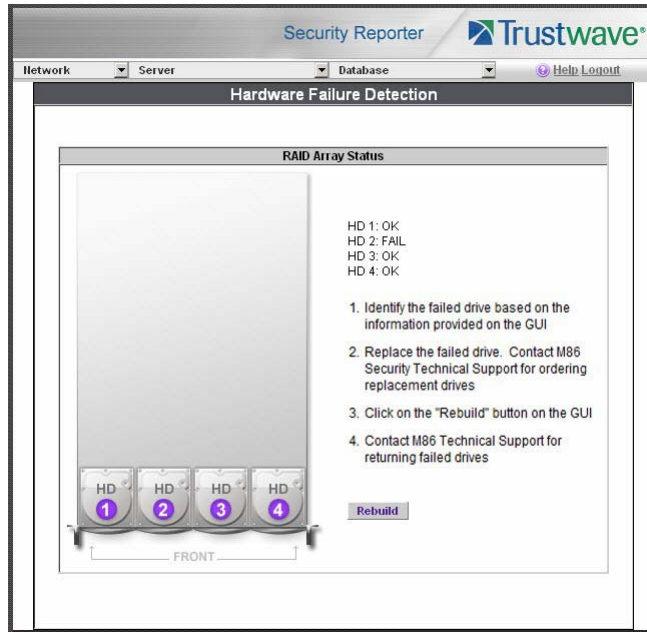 Security Reporter
Trustwave®
Network Server Database Help Logout
Hardware Failure Detection
RAID Array Status
HD 1: OK
HD 2: FAIL
HD 3: OK
HD 4: OK
1. Identify the failed drive based on the
information provided on the GUI
2. Replace the failed drive. Contact M86
Security Technical Support for ordering
replacement drives
3. Click on the "Rebuild" button on the GUI
4. Contact M86 Technical Support for
returning failed drives
Rebuild
HD HD HD HD
1 2 3 4
FRONT